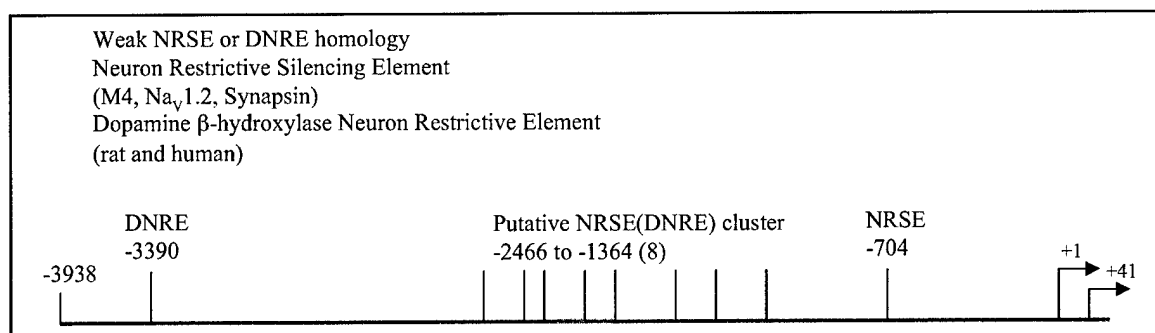 Weak NRSE or DNRE homology
Neuron Restrictive Silencing Element
(M4, Nav1.2, Synapsin)
Dopamine β-hydroxylase Neuron Restrictive Element
(rat and human)
DNRE
-3390
Putative NRSE(DNRE) cluster
-2466 to -1364 (8)
NRSE
-704
-3938
+1
+41